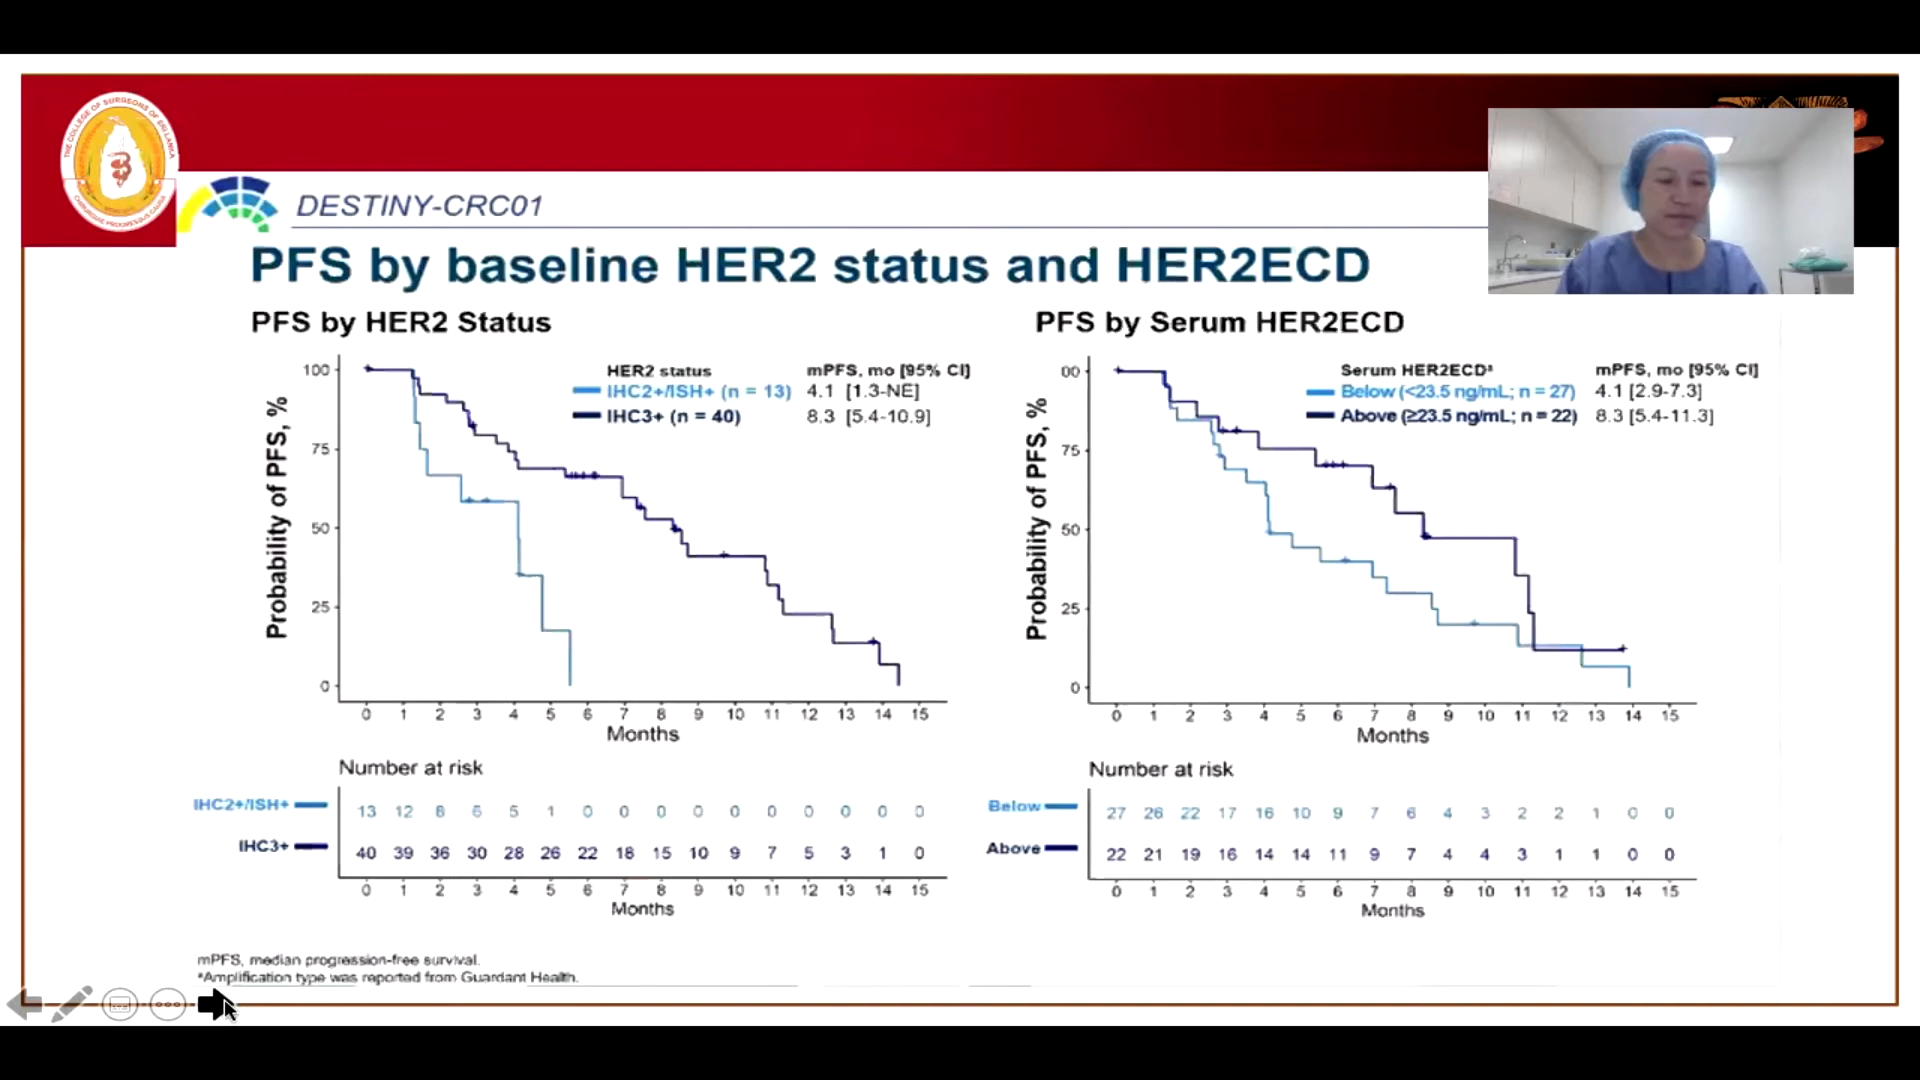 THE COLLEGE OF SURGEONS OF SRI LANKA
DESTINY-CRC01
PFS by baseline HER2 status and HER2ECD
PFS by HER2 Status
HER2 status mPFS, mo [95% CI]
IHC2+/ISH+ (n = 13) 4.1 [1.3-NE]
IHC3+ (n = 40) 8.3 [5.4-10.9]
Probability of PFS, %
100
75
50
25
0
0 1 2 3 4 5 6 7 8 9 10 11 12 13 14 15
Months
Number at risk
IHC2+/ISH+ 13 12 8 6 5 1 0 0 0 0 0 0 0 0 0 0
IHC3+ 40 39 36 30 28 26 22 18 15 10 9 7 5 3 1 0
0 1 2 3 4 5 6 7 8 9 10 11 12 13 14 15
Months
PFS by Serum HER2ECD
Serum HER2ECDª mPFS, mo [95% CI]
Below (<23.5 ng/mL; n = 27) 4.1 [2.9-7.3]
Above (≥23.5 ng/mL; n = 22) 8.3 [5.4-11.3]
Probability of PFS, %
00
75
50
25
0
0 1 2 3 4 5 6 7 8 9 10 11 12 13 14 15
Months
Number at risk
Below 27 26 22 17 16 10 9 7 6 4 3 2 2 1 0 0
Above 22 21 19 16 14 14 11 9 7 4 4 3 1 1 0 0
0 1 2 3 4 5 6 7 8 9 10 11 12 13 14 15
Months
mPFS, median progression-free survival.
ªAmplification type was reported from Guardant Health.